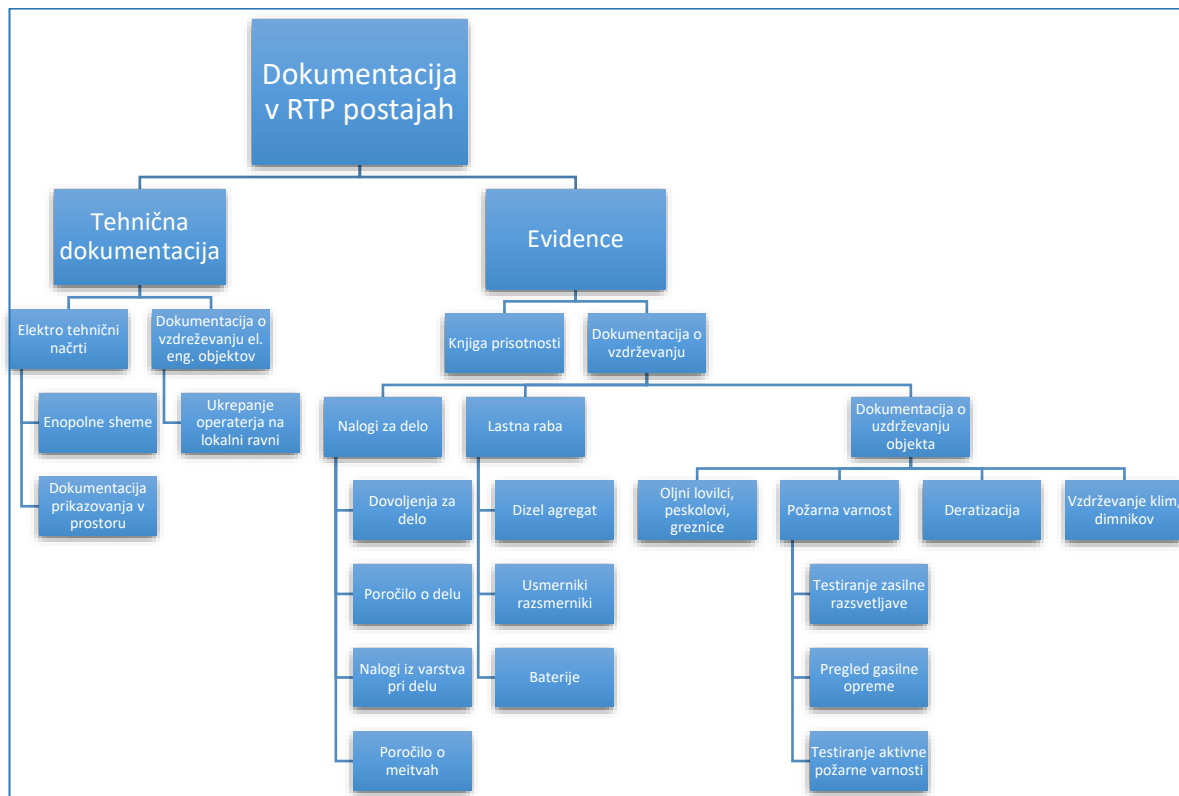 Dokumentacija
v RTP postajah
Tehnična
dokumentacija
Evidence
Elektro tehnični
načrti
Dokumentacija o
vzdreževanju el.
eng. objektov
Knjiga prisotnosti
Dokumentacija o
vzdrževanju
Enopolne sheme
Ukrepanje
operaterja na
lokalni ravni
Dokumentacija
prikazovanja v
prostoru
Nalogi za delo
Lastna raba
Dokumentacija o
uzdrževanju
objekta
Dovoljenja za
delo
Poročilo o delu
Nalogi iz varstva
pri delu
Poročilo o
meitvah
Dizel agregat
Usmerniki
razsmerniki
Baterije
Oljni lovilci,
peskolovi,
greznice
Požarna varnost
Deratizacija
Vzdrževanje klim,
dimnikov
Testiranje zasilne
razsvetljave
Pregled gasilne
opreme
Testiranje aktivne
požarne varnosti